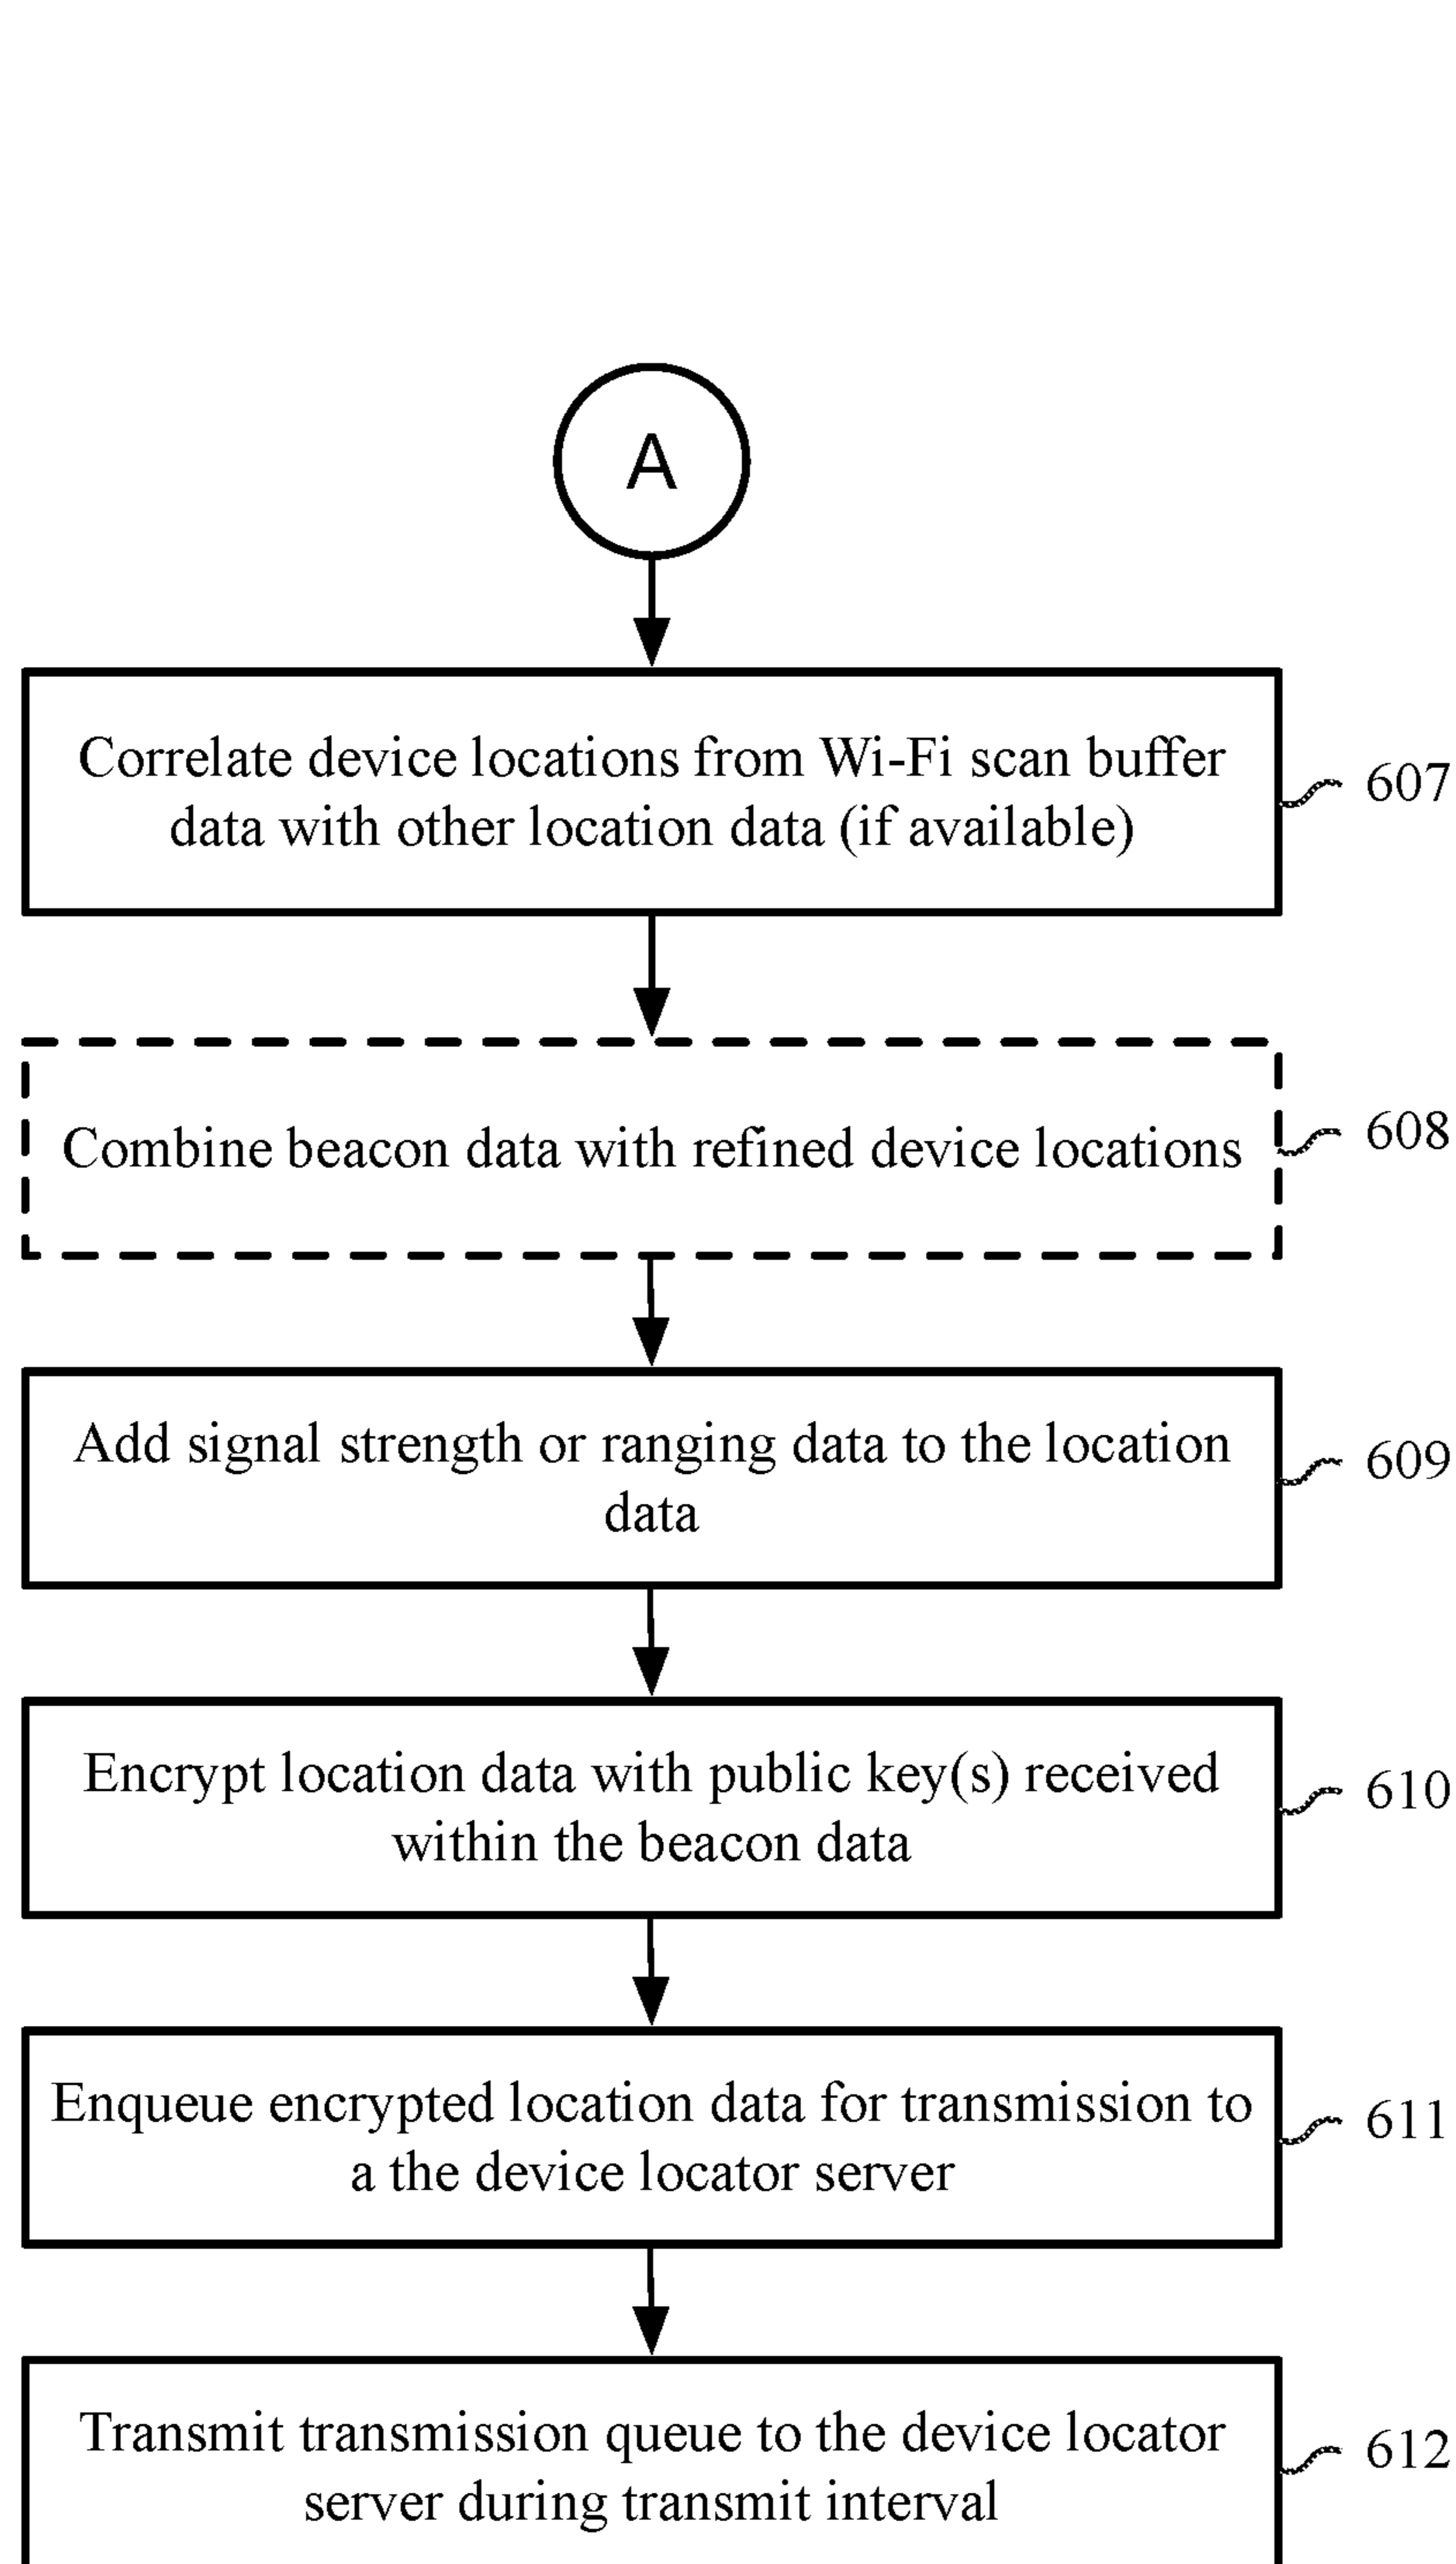 A
Correlate device locations from Wi-Fi scan buffer
data with other location data (if available)
607
Combine beacon data with refined device locations
608
Add signal strength or ranging data to the location
data
609
Encrypt location data with public key(s) received
within the beacon data
610
Enqueue encrypted location data for transmission to
a the device locator server
611
Transmit transmission queue to the device locator
server during transmit interval
612